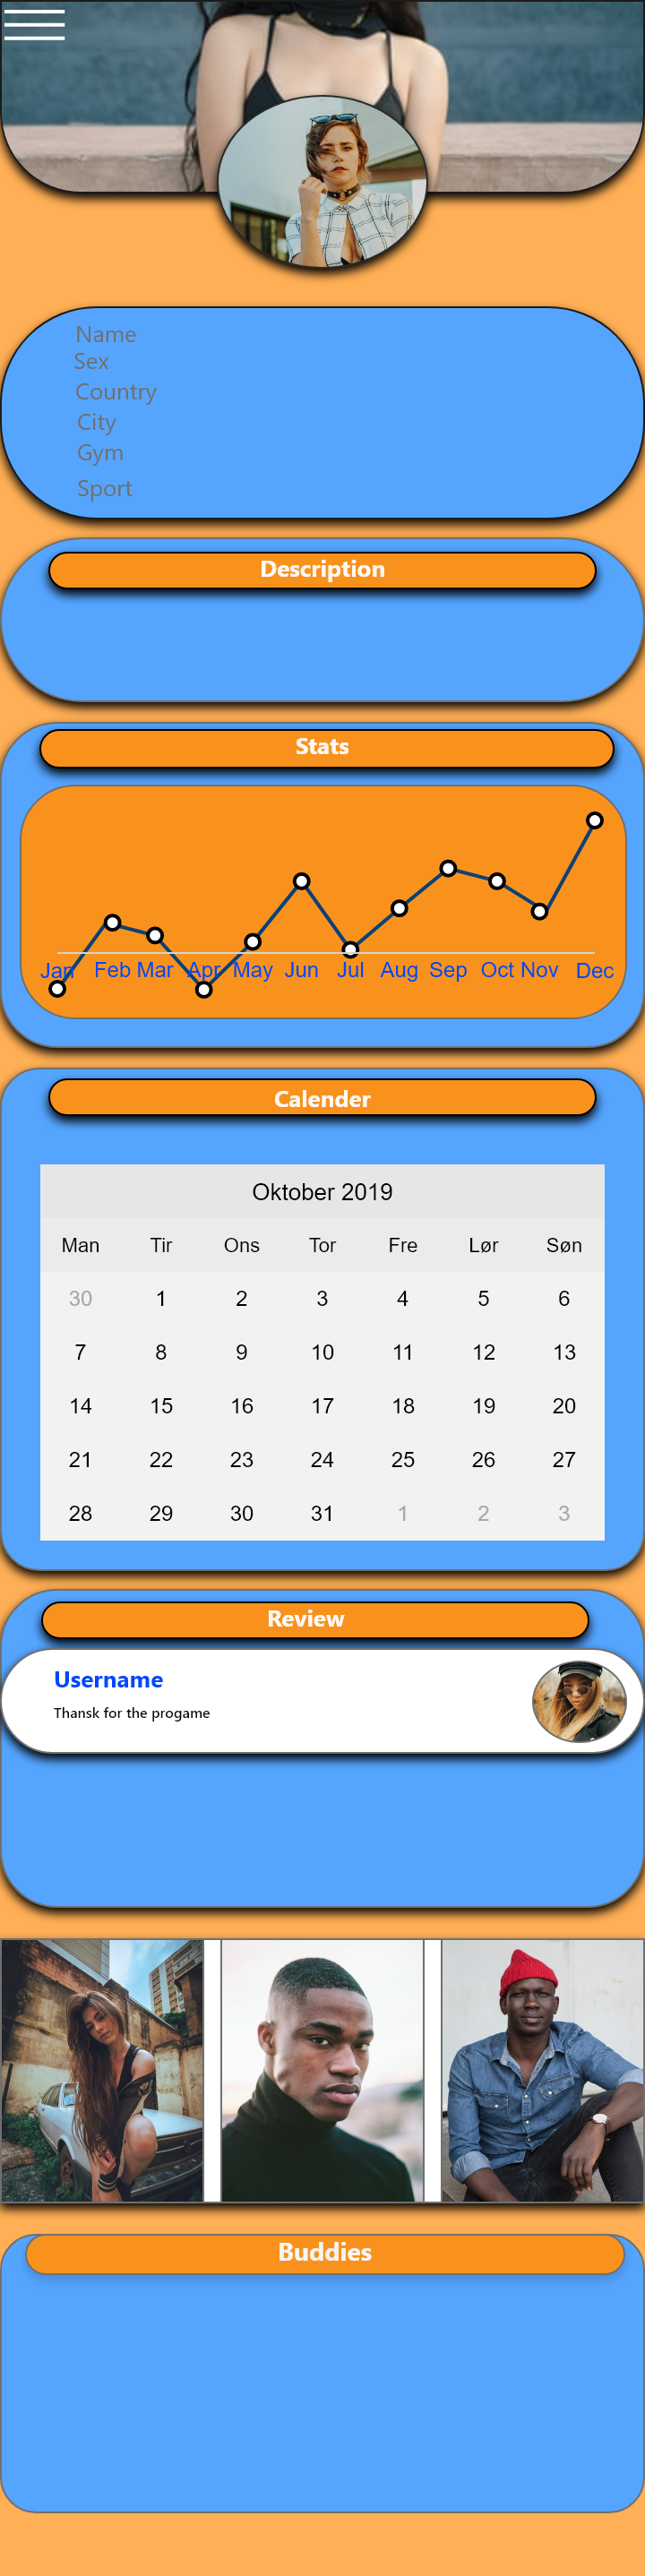 Name
Sex
Country
City
Gym
Sport
Description
Stats
Jan Feb Mar Apr May Jun Jul Aug Sep Oct Nov Dec
Calender
Oktober 2019
Man Tir Ons Tor Fre Lør Søn
30 1 2 3 4 5 6
7 8 9 10 11 12 13
14 15 16 17 18 19 20
21 22 23 24 25 26 27
28 29 30 31 1 2 3
Review
Username
Thansk for the progame
Buddies